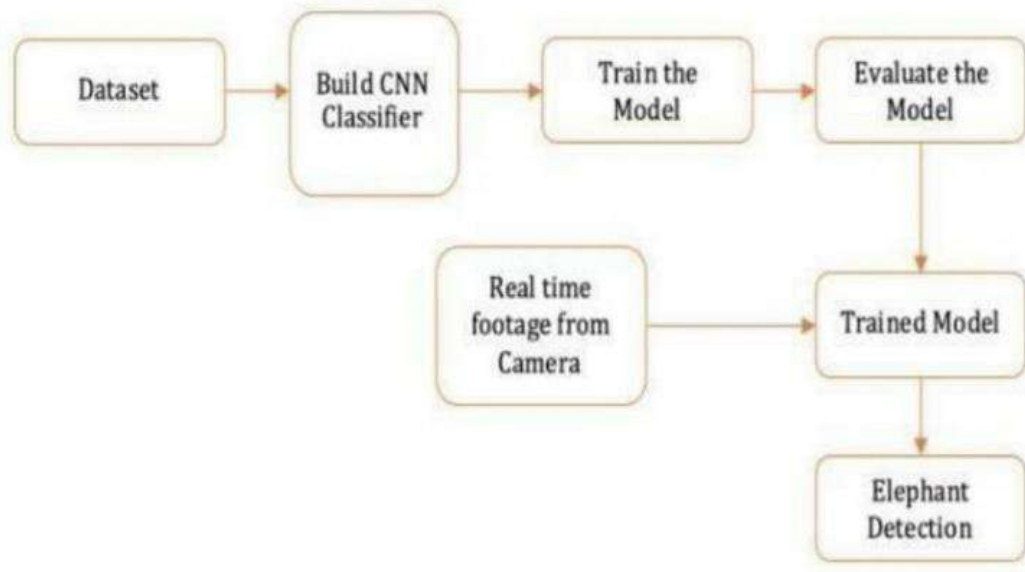 Dataset
Build CNN
Classifier
Train the
Model
Evaluate the
Model
Real time
footage from
Camera
Trained Model
Elephant
Detection